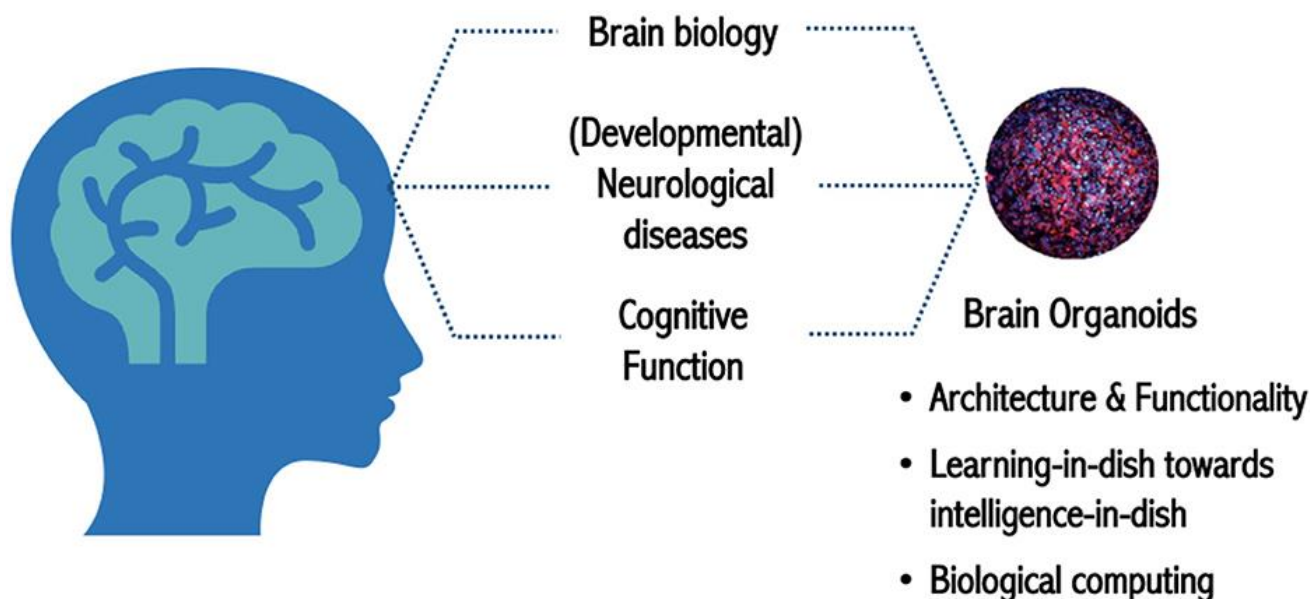 Brain biology
(Developmental)
Neurological
diseases
Cognitive
Function
Brain Organoids
• Architecture & Functionality
• Learning-in-dish towards
intelligence-in-dish
• Biological computing